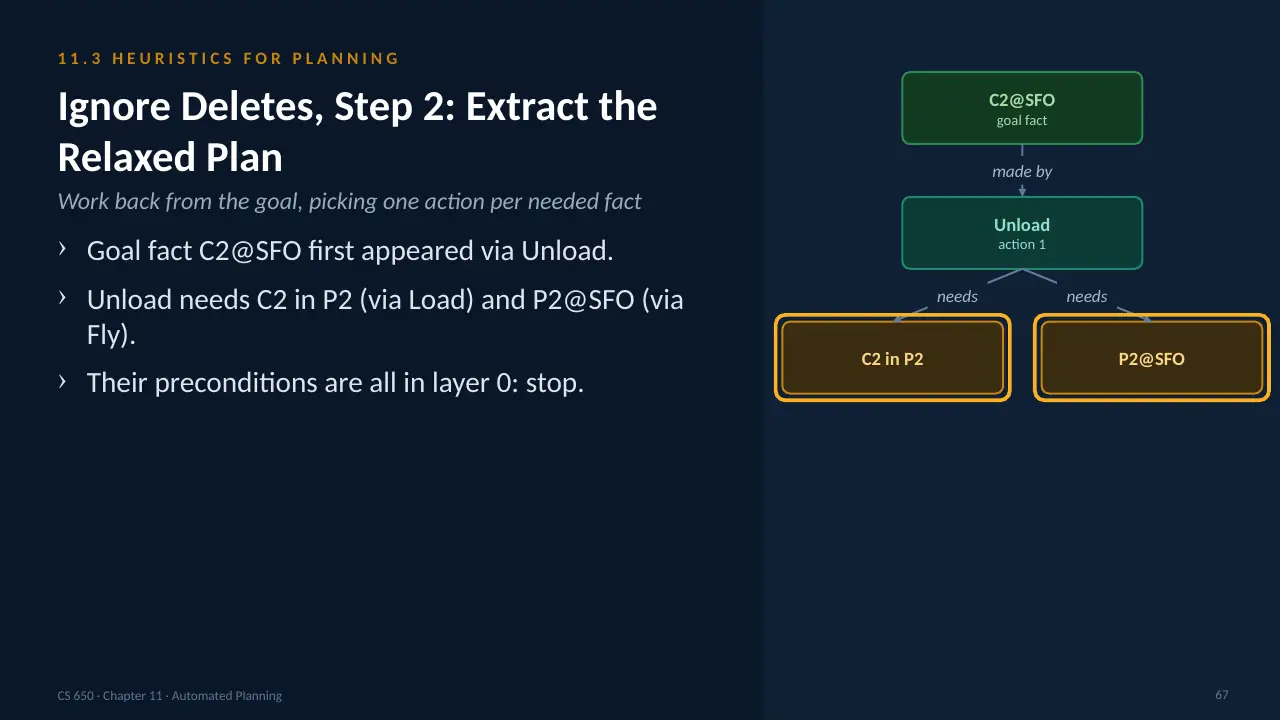 11.3 HEURISTICS FOR PLANNING
Ignore Deletes, Step 2: Extract the
Relaxed Plan
Work back from the goal, picking one action per needed fact
› Goal fact C2@SFO first appeared via Unload.
› Unload needs C2 in P2 (via Load) and P2@SFO (via
Fly).
› Their preconditions are all in layer 0: stop.
C2@SFO
goal fact
made by
Unload
action 1
needs needs
C2 in P2 P2@SFO
CS 650 · Chapter 11 · Automated Planning
67